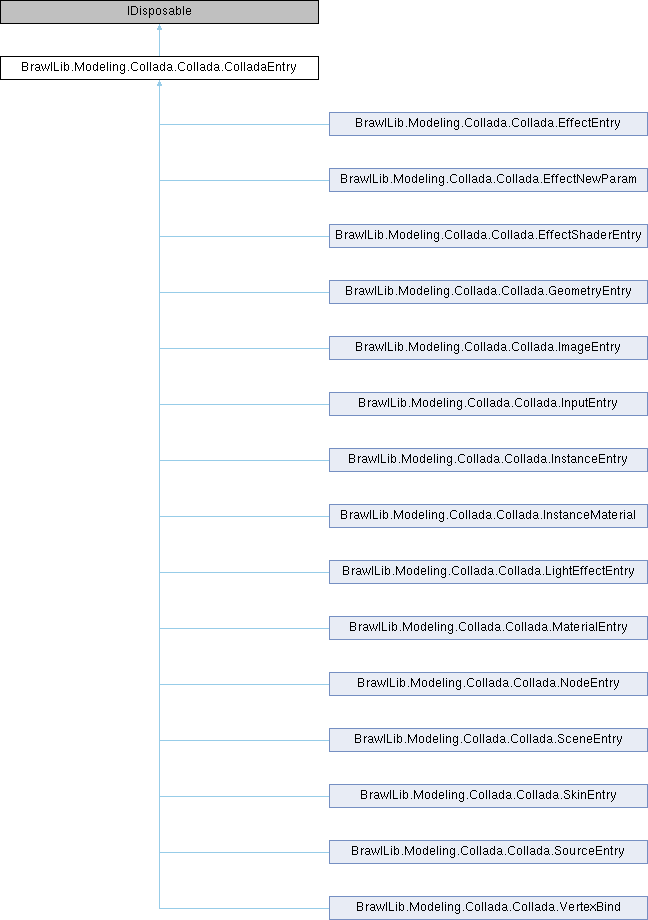 IDisposable
BrawlLib.Modeling.Collada.Collada.ColladaEntry
BrawlLib.Modeling.Collada.Collada.EffectEntry
BrawlLib.Modeling.Collada.Collada.EffectNewParam
BrawlLib.Modeling.Collada.Collada.EffectShaderEntry
BrawlLib.Modeling.Collada.Collada.GeometryEntry
BrawlLib.Modeling.Collada.Collada.ImageEntry
BrawlLib.Modeling.Collada.Collada.InputEntry
BrawlLib.Modeling.Collada.Collada.InstanceEntry
BrawlLib.Modeling.Collada.Collada.InstanceMaterial
BrawlLib.Modeling.Collada.Collada.LightEffectEntry
BrawlLib.Modeling.Collada.Collada.MaterialEntry
BrawlLib.Modeling.Collada.Collada.NodeEntry
BrawlLib.Modeling.Collada.Collada.SceneEntry
BrawlLib.Modeling.Collada.Collada.SkinEntry
BrawlLib.Modeling.Collada.Collada.SourceEntry
BrawlLib.Modeling.Collada.Collada.VertexBind